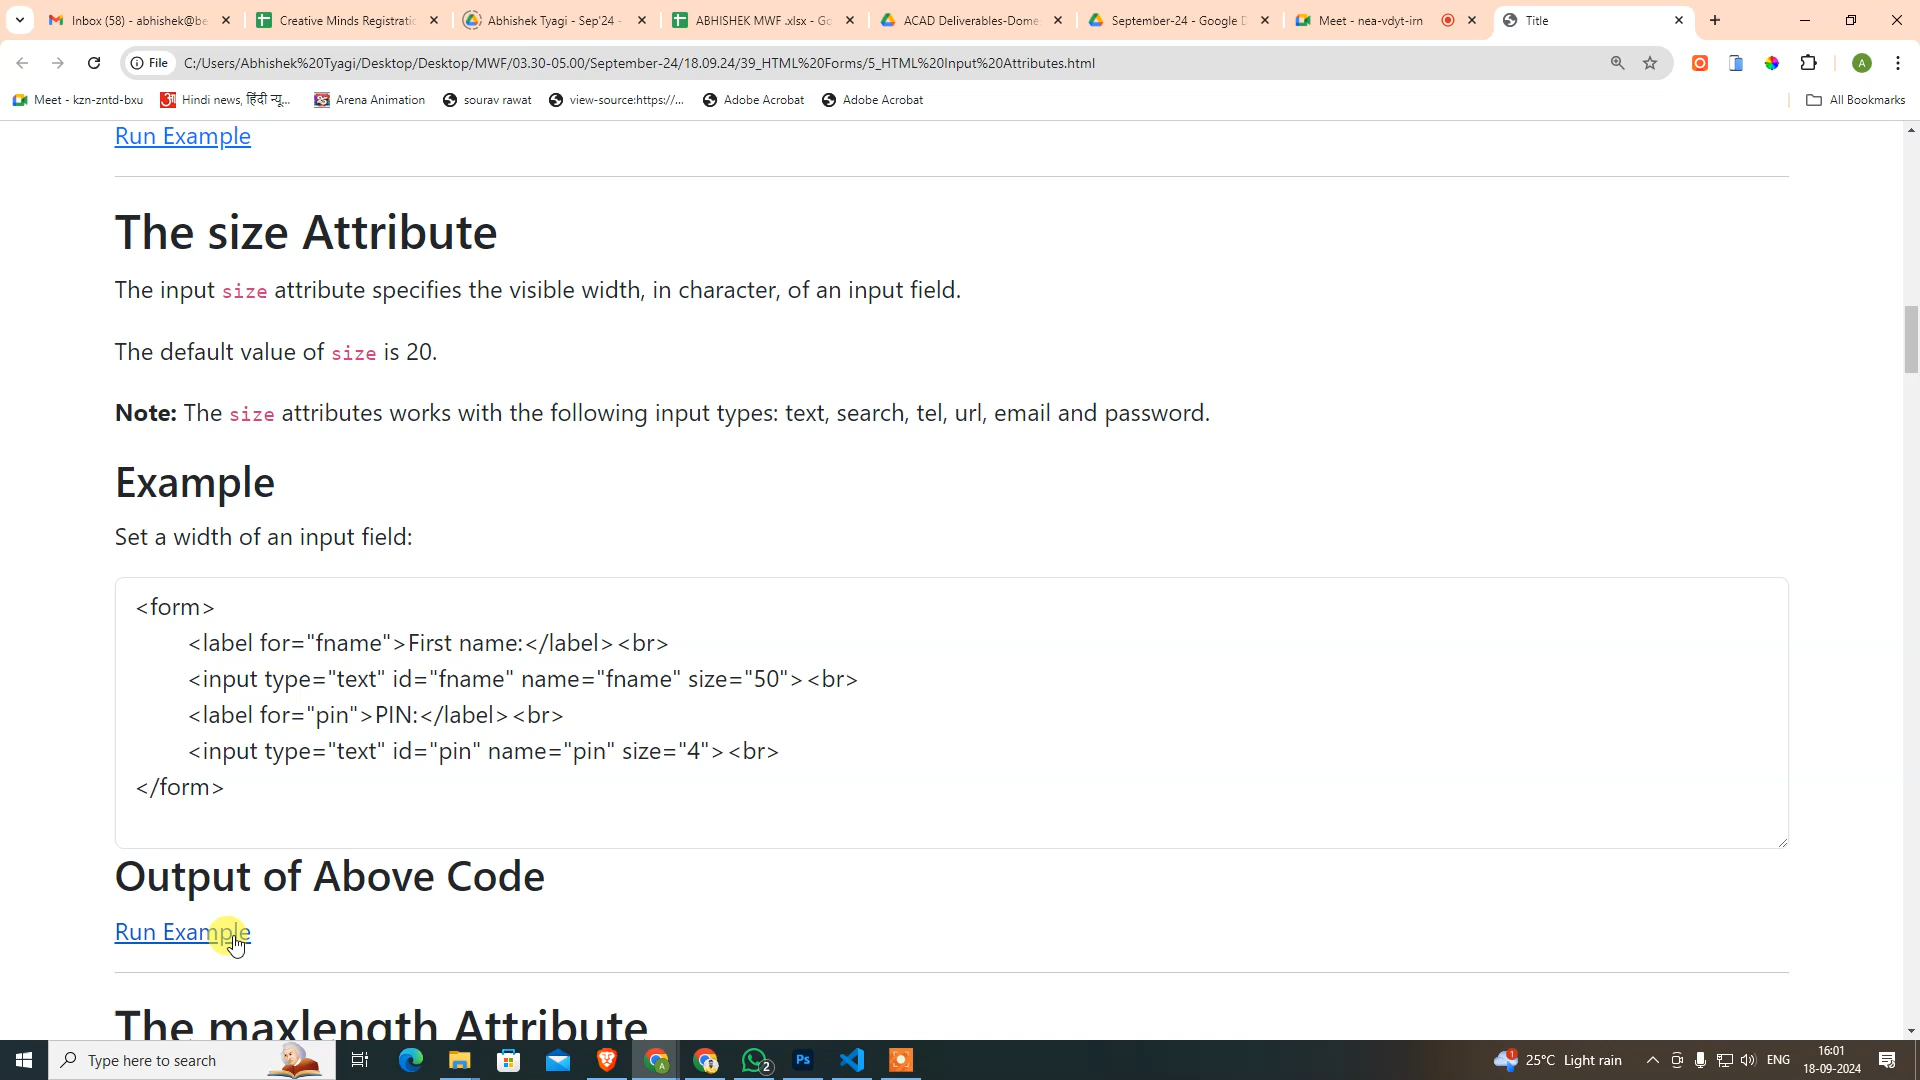 Inbox (58) - abhishek@be
Creative Minds Registratio
Abhishek Tyagi - Sep'24 -
ABHISHEK MWF .xlsx - Go
ACAD Deliverables-Dome
September-24 - Google D
Meet - nea-vdyt-irn
Title
File
C:/Users/Abhishek%20Tyagi/Desktop/Desktop/MWF/03.30-05.00/September-24/18.09.24/39_HTML%20Forms/5_HTML%20Input%20Attributes.html
A
Meet - kzn-zntd-bxu
Hindi news, हिंदी न्यू...
Arena Animation
sourav rawat
view-source:https://...
Adobe Acrobat
Adobe Acrobat
All Bookmarks
Run Example
The size Attribute
The input size attribute specifies the visible width, in character, of an input field.
The default value of size is 20.
Note: The size attributes works with the following input types: text, search, tel, url, email and password.
Example
Set a width of an input field:
<form>
<label for="fname">First name:</label><br>
<input type="text" id="fname" name="fname" size="50"><br>
<label for="pin">PIN:</label><br>
<input type="text" id="pin" name="pin" size="4"><br>
</form>
Output of Above Code
Run Example
The maxlength Attribute
Type here to search
A
2
Ps
1
25°C Light rain
ENG
16:01
18-09-2024